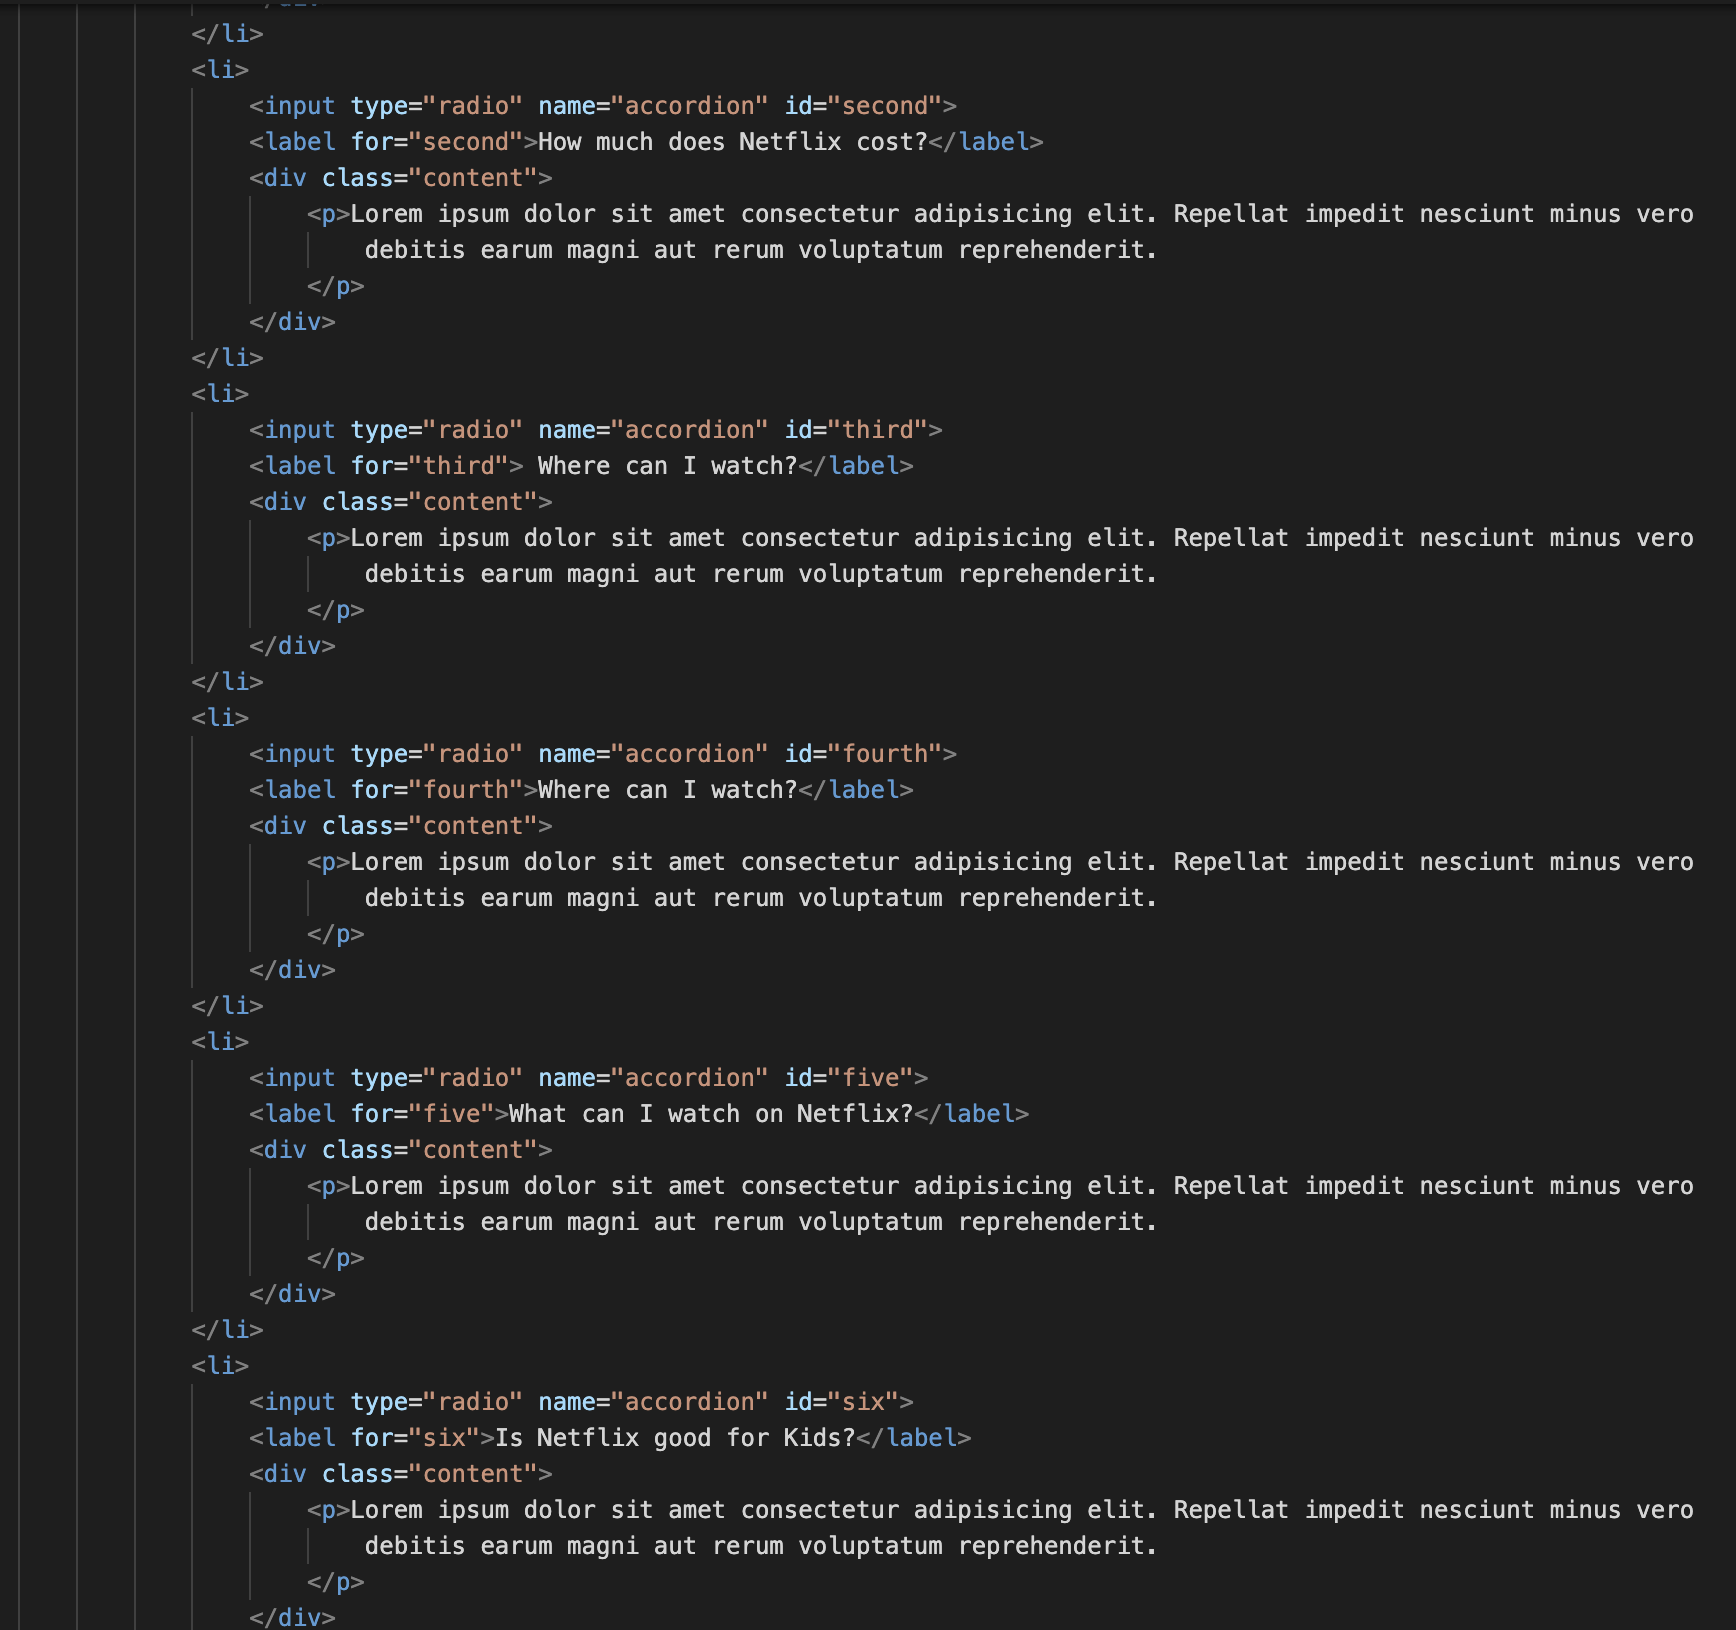 </li>
<li>
<input type="radio" name="accordion" id="second">
<label for="second">How much does Netflix cost?</label>
<div class="content">
<p>Lorem ipsum dolor sit amet consectetur adipisicing elit. Repellat impedit nesciunt minus vero
debitis earum magni aut rerum voluptatum reprehenderit.
</p>
</div>
</li>
<li>
<input type="radio" name="accordion" id="third">
<label for="third"> Where can I watch?</label>
<div class="content">
<p>Lorem ipsum dolor sit amet consectetur adipisicing elit. Repellat impedit nesciunt minus vero
debitis earum magni aut rerum voluptatum reprehenderit.
</p>
</div>
</li>
<li>
<input type="radio" name="accordion" id="fourth">
<label for="fourth">Where can I watch?</label>
<div class="content">
<p>Lorem ipsum dolor sit amet consectetur adipisicing elit. Repellat impedit nesciunt minus vero
debitis earum magni aut rerum voluptatum reprehenderit.
</p>
</div>
</li>
<li>
<input type="radio" name="accordion" id="five">
<label for="five">What can I watch on Netflix?</label>
<div class="content">
<p>Lorem ipsum dolor sit amet consectetur adipisicing elit. Repellat impedit nesciunt minus vero
debitis earum magni aut rerum voluptatum reprehenderit.
</p>
</div>
</li>
<li>
<input type="radio" name="accordion" id="six">
<label for="six">Is Netflix good for Kids?</label>
<div class="content">
<p>Lorem ipsum dolor sit amet consectetur adipisicing elit. Repellat impedit nesciunt minus vero
debitis earum magni aut rerum voluptatum reprehenderit.
</p>
</div>